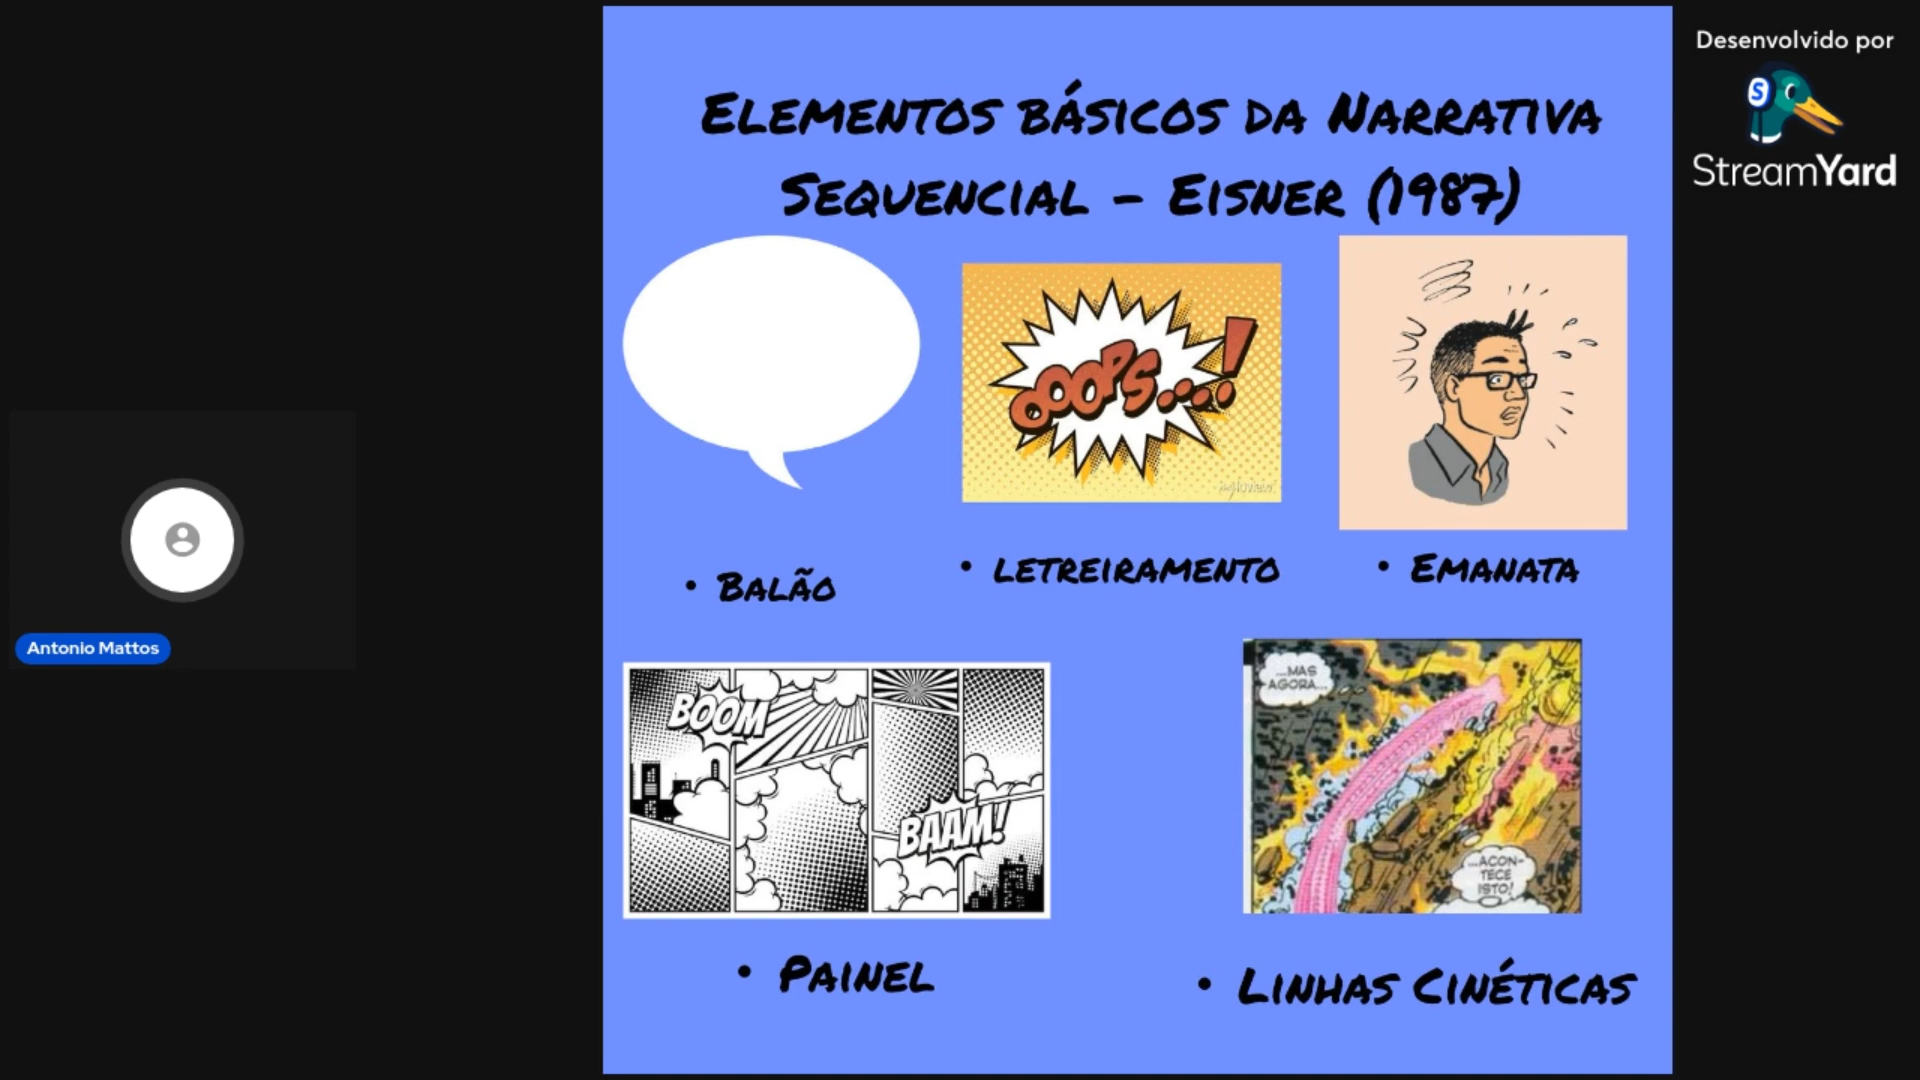 Desenvolvido por
StreamYard
Elementos básicos da Narrativa
Sequencial - Eisner (1987)
OOOPS...!
• Balão
• Letreiramento
• Emanata
BOOM
BAAM!
...MAS
AGORA...
...ACON-
TECE
ISTO!
• Painel
• Linhas Cinéticas
Antonio Mattos